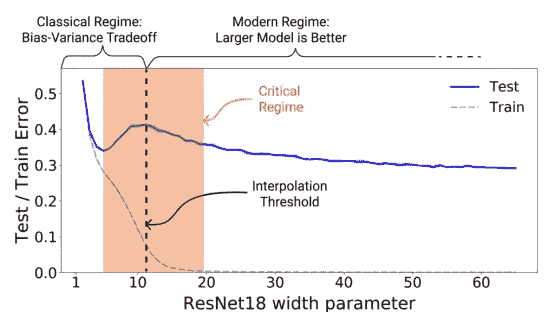 Classical Regime:
Bias-Variance Tradeoff
Modern Regime:
Larger Model is Better
Critical
Regime
Test
Train
Interpolation
Threshold
Test / Train Error
0.5
0.4
0.3
0.2
0.1
0.0
1 10 20 30 40 50 60
ResNet18 width parameter